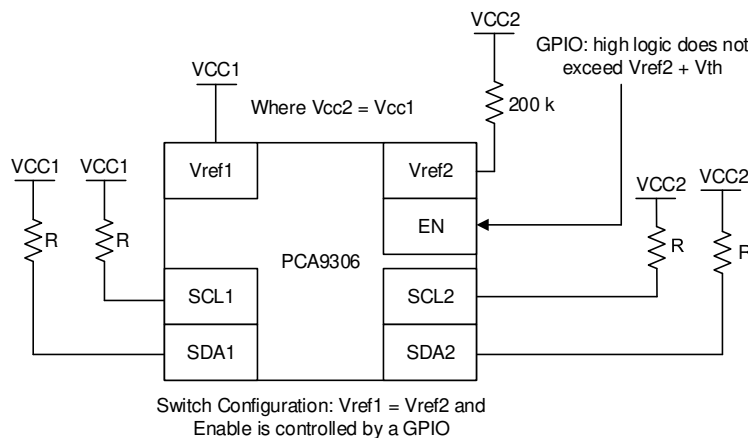 VCC2
GPIO: high logic does not
exceed Vref2 + Vth
VCC1
Where Vcc2 = Vcc1
200 k
VCC1
VCC1
Vref1
Vref2
VCC2
VCC2
EN
R
R
PCA9306
R
R
SCL1
SCL2
SDA1
SDA2
Switch Configuration: Vref1 = Vref2 and
Enable is controlled by a GPIO